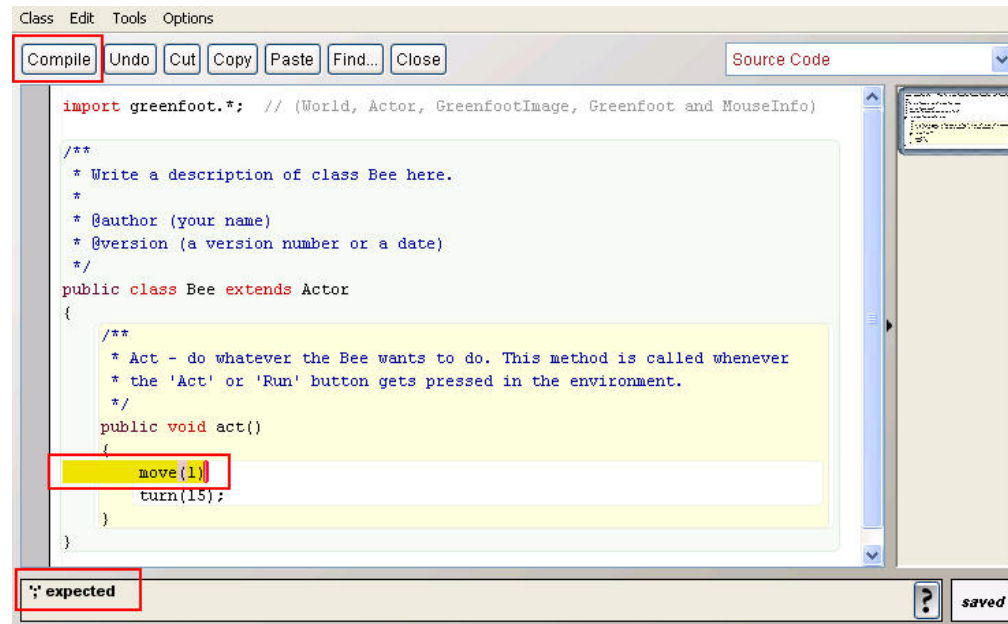 Class Edit Tools Options
Compile Undo Cut Copy Paste Find... Close Source Code
import greenfoot.*;  // (World, Actor, GreenfootImage, Greenfoot and MouseInfo)
/**
 * Write a description of class Bee here.
 *
 * @author (your name)
 * @version (a version number or a date)
 */
public class Bee extends Actor
{
    /**
     * Act - do whatever the Bee wants to do. This method is called whenever
     * the 'Act' or 'Run' button gets pressed in the environment.
     */
    public void act()
    {
        move(1)
        turn(15);
    }
}
';' expected ? saved